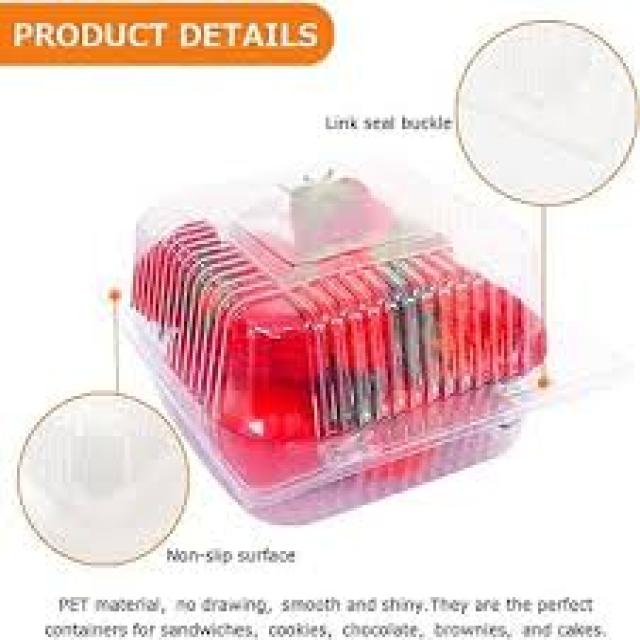 PRODUCT DETAILS
Link seal buckle
Non-slip surface
PET material, no drawing, smooth and shiny.They are the perfect
containers for sandwiches, cookies, chocolate, brownies, and cakes.